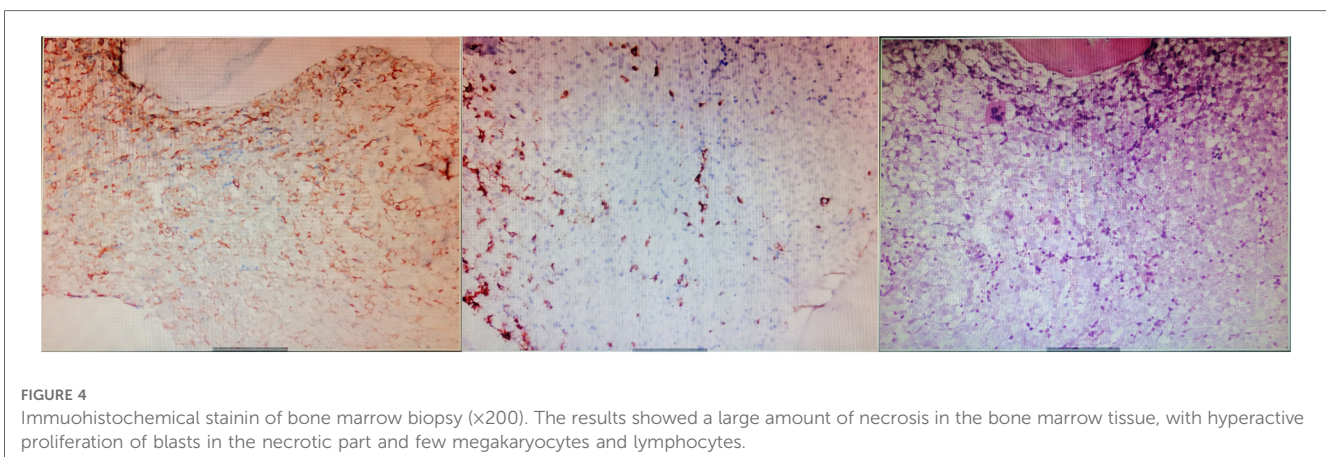 FIGURE 4
Immuohistochemical stainin of bone marrow biopsy (×200). The results showed a large amount of necrosis in the bone marrow tissue, with hyperactive
proliferation of blasts in the necrotic part and few megakaryocytes and lymphocytes.